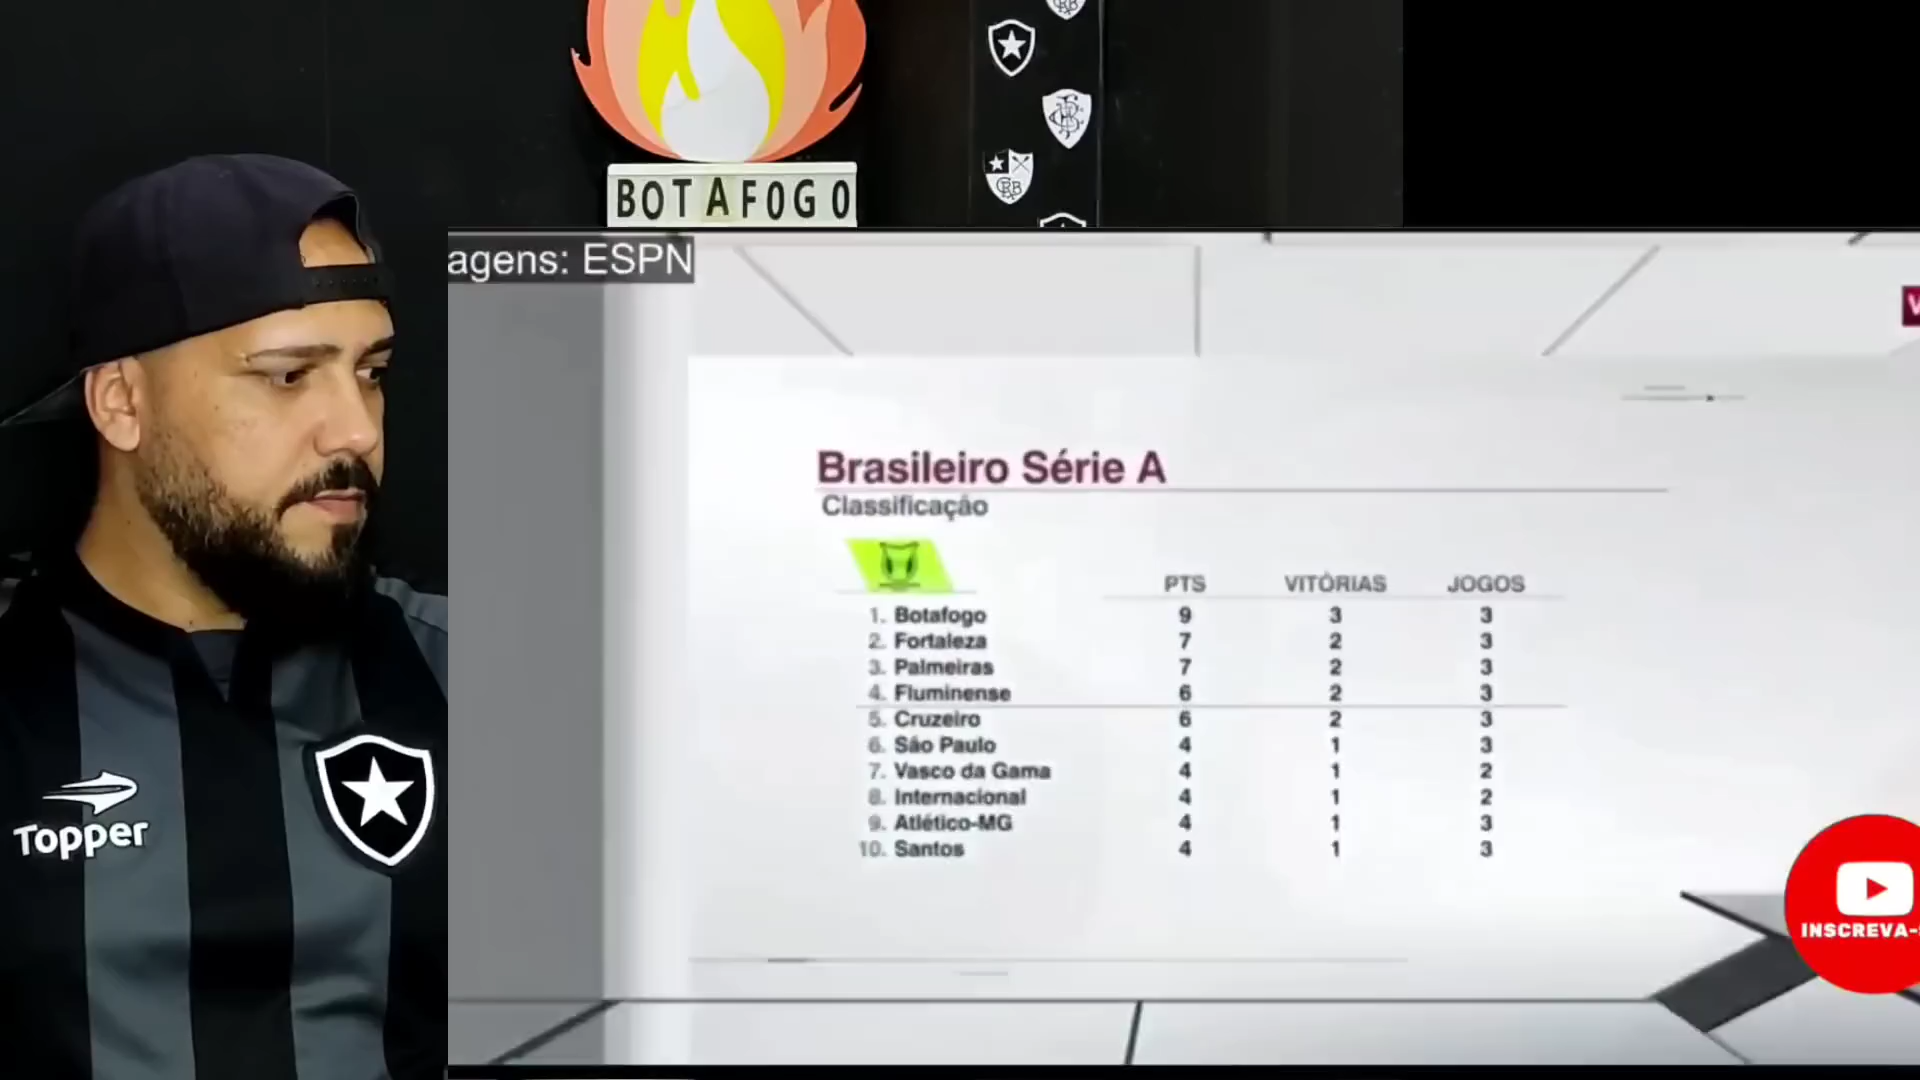 BOTAFOGO
agens: ESPN
Brasileiro Série A
Classificação
PTS VITÓRIAS JOGOS
1. Botafogo 9 3 3
2. Fortaleza 7 2 3
3. Palmeiras 7 2 3
4. Fluminense 6 2 3
5. Cruzeiro 6 2 3
6. São Paulo 4 1 3
7. Vasco da Gama 4 1 2
8. Internacional 4 1 2
9. Atlético-MG 4 1 3
10. Santos 4 1 3
Topper
INSCREVA-